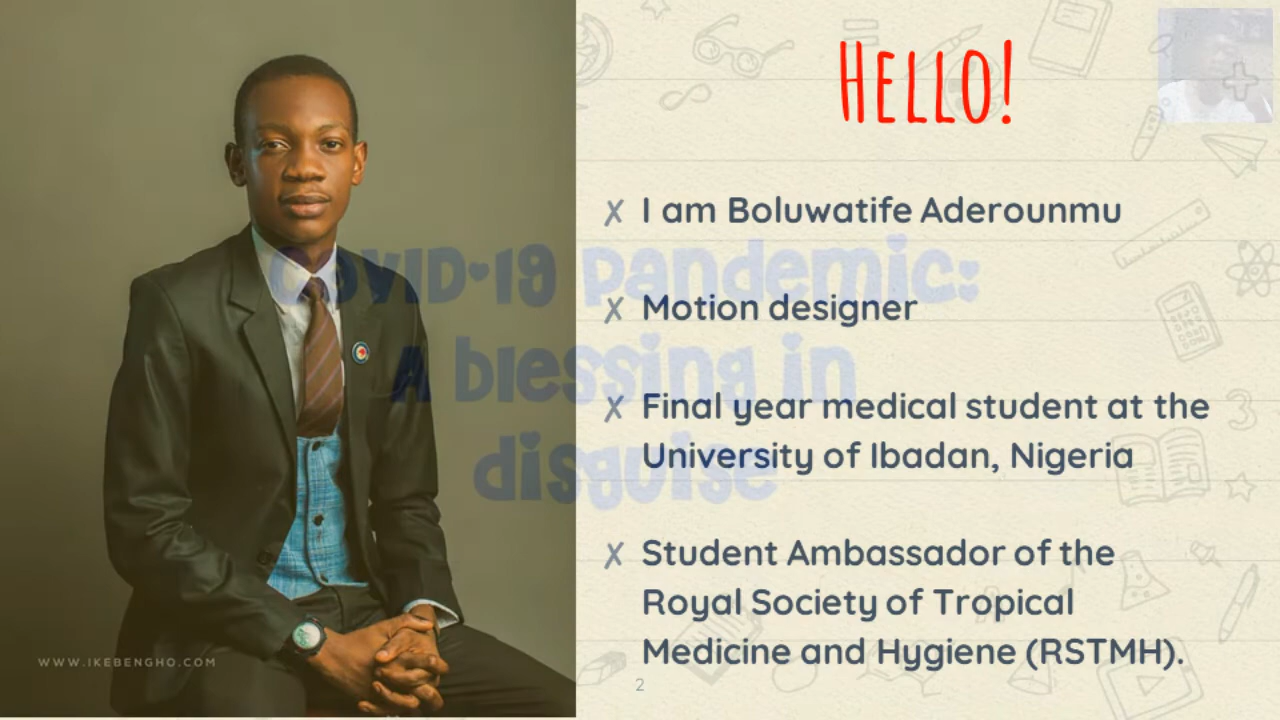 Hello!
✗ I am Boluwatife Aderounmu
✗ Motion designer
✗ Final year medical student at the
University of Ibadan, Nigeria
✗ Student Ambassador of the
Royal Society of Tropical
Medicine and Hygiene (RSTMH).
2
COVID-19 pandemic:
A blessing in
disguise
WWW.IKEBENGHO.COM